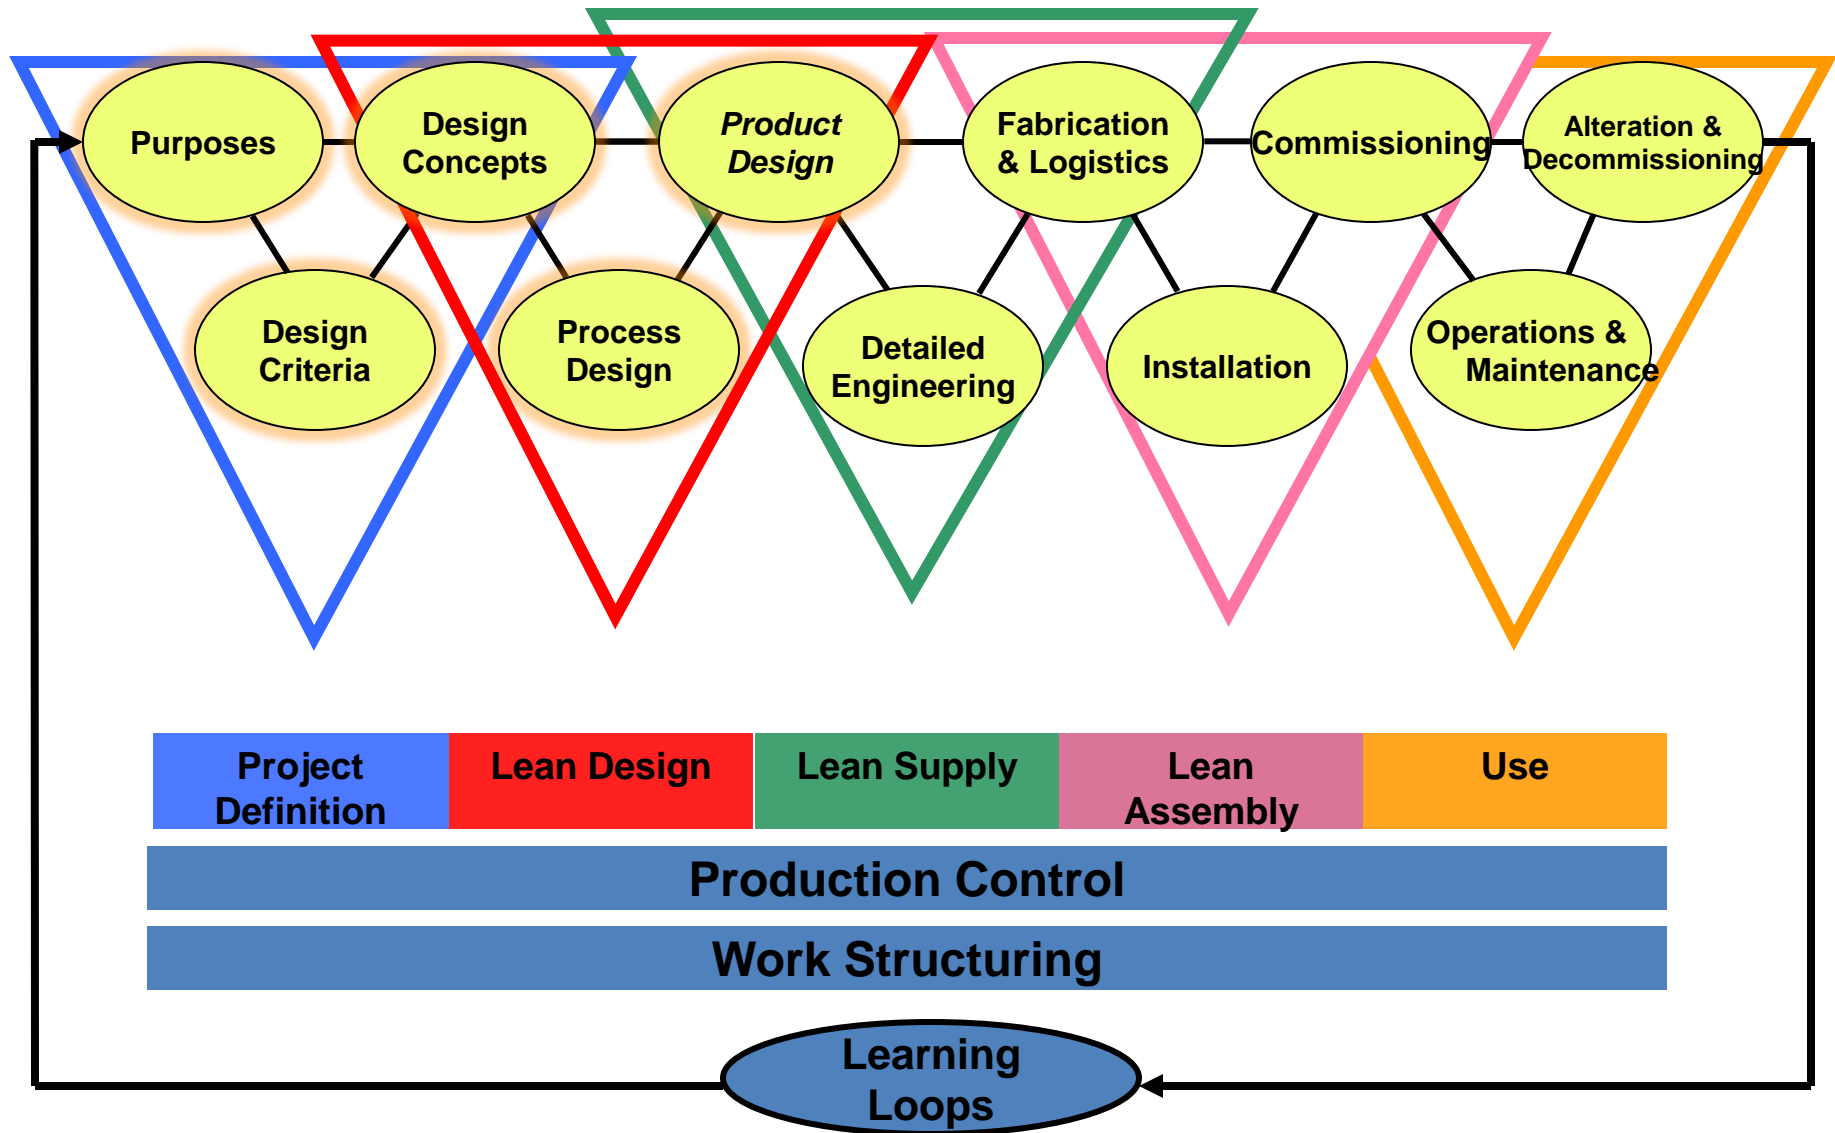 Purposes
Design
Concepts
Product
Design
Fabrication
& Logistics
Commissioning
Alteration &
Decommissioning
Design
Criteria
Process
Design
Detailed
Engineering
Installation
Operations &
Maintenance
Project
Definition
Lean Design
Lean Supply
Lean
Assembly
Use
Production Control
Work Structuring
Learning
Loops